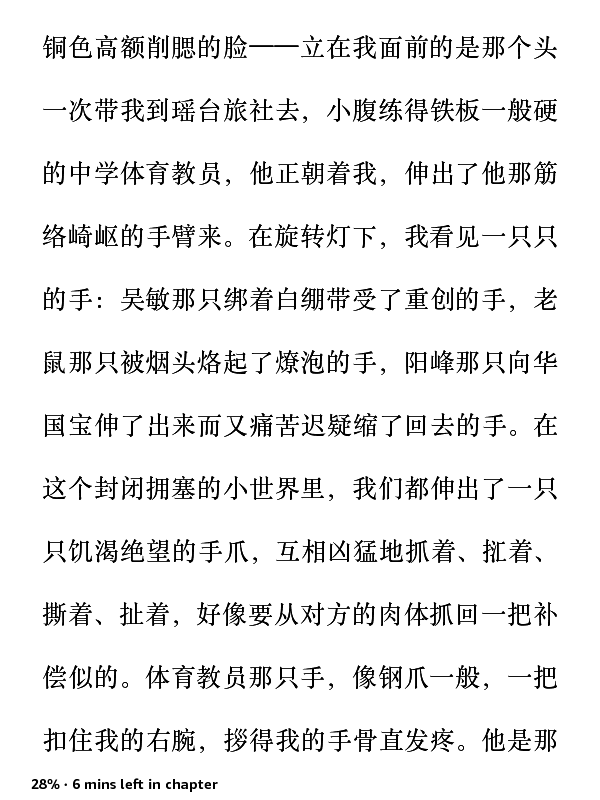 铜色高额削腮的脸——立在我面前的是那个头
一次带我到瑶台旅社去，小腹练得铁板一般硬
的中学体育教员，他正朝着我，伸出了他那筋
络崎岖的手臂来。在旋转灯下，我看见一只只
的手：吴敏那只绑着白绷带受了重创的手，老
鼠那只被烟头烙起了燎泡的手，阳峰那只向华
国宝伸了出来而又痛苦迟疑缩了回去的手。在
这个封闭拥塞的小世界里，我们都伸出了一只
只饥渴绝望的手爪，互相凶猛地抓着、抠着、
撕着、扯着，好像要从对方的肉体抓回一把补
偿似的。体育教员那只手，像钢爪一般，一把
扣住我的右腕，拶得我的手骨直发疼。他是那
28% · 6 mins left in chapter